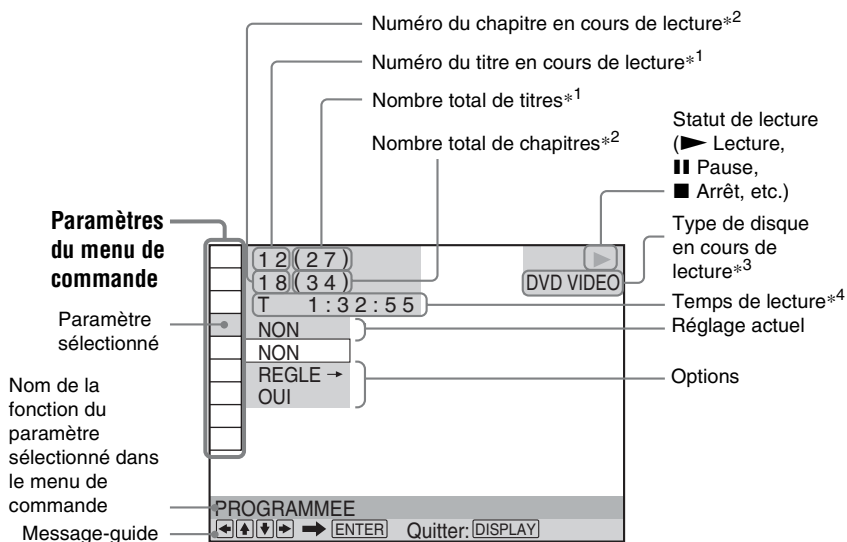 Numéro du chapitre en cours de lecture*2
Numéro du titre en cours de lecture*1
Nombre total de titres*1
Nombre total de chapitres*2
Statut de lecture
(► Lecture,
▮▮ Pause,
■ Arrêt, etc.)
Type de disque
en cours de
lecture*3
Temps de lecture*4
Réglage actuel
Options
Paramètres
du menu de
commande
Paramètre
sélectionné
Nom de la
fonction du
paramètre
sélectionné dans
le menu de
commande
Message-guide
12(27)
18(34)
T 1:32:55
DVD VIDEO
NON
NON
REGLE →
OUI
PROGRAMMEE
←↑↓→ ➡ ENTER Quitter: DISPLAY